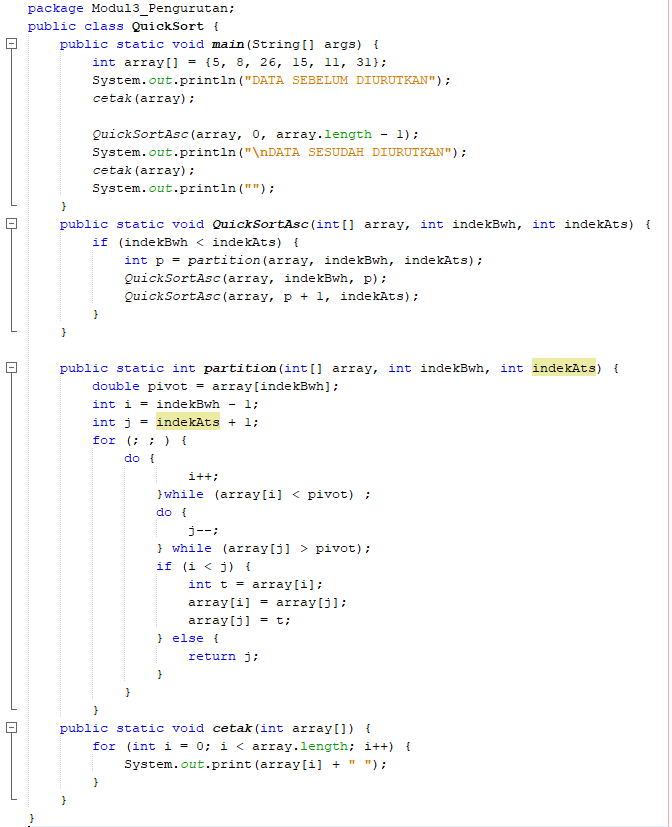 package Modul3_Pengurutan;
public class QuickSort {
    public static void main(String[] args) {
        int array[] = {5, 8, 26, 15, 11, 31};
        System.out.println("DATA SEBELUM DIURUTKAN");
        cetak(array);

        QuickSortAsc(array, 0, array.length - 1);
        System.out.println("\nDATA SESUDAH DIURUTKAN");
        cetak(array);
        System.out.println("");
    }
    public static void QuickSortAsc(int[] array, int indekBwh, int indekAts) {
        if (indekBwh < indekAts) {
            int p = partition(array, indekBwh, indekAts);
            QuickSortAsc(array, indekBwh, p);
            QuickSortAsc(array, p + 1, indekAts);
        }
    }

    public static int partition(int[] array, int indekBwh, int indekAts) {
        double pivot = array[indekBwh];
        int i = indekBwh - 1;
        int j = indekAts + 1;
        for (; ; ) {
            do {
                    i++;
                }while (array[i] < pivot) ;
                do {
                    j--;
                } while (array[j] > pivot);
                if (i < j) {
                    int t = array[i];
                    array[i] = array[j];
                    array[j] = t;
                } else {
                    return j;
                }
            }
        }
    public static void cetak(int array[]) {
        for (int i = 0; i < array.length; i++) {
            System.out.print(array[i] + " ");
        }
    }
}